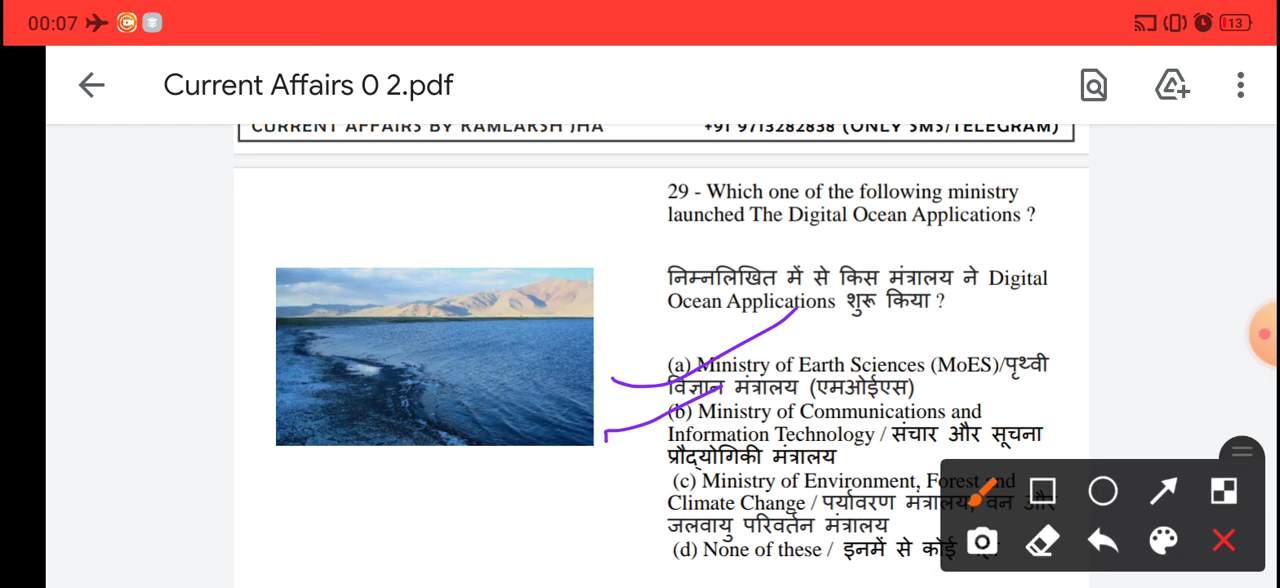 00:07
13
Current Affairs 0 2.pdf
CURRENT AFFAIRS BY RAMLAKSH JHA +91 9713282838 (ONLY SMS/TELEGRAM)
29 - Which one of the following ministry
launched The Digital Ocean Applications ?
निम्नलिखित में से किस मंत्रालय ने Digital
Ocean Applications शुरू किया ?
(a) Ministry of Earth Sciences (MoES)/पृथ्वी
विज्ञान मंत्रालय (एमओईएस)
(b) Ministry of Communications and
Information Technology / संचार और सूचना
प्रौद्योगिकी मंत्रालय
(c) Ministry of Environment, Forest and
Climate Change / पर्यावरण मंत्रालय, वन और
जलवायु परिवर्तन मंत्रालय
(d) None of these / इनमें से कोई